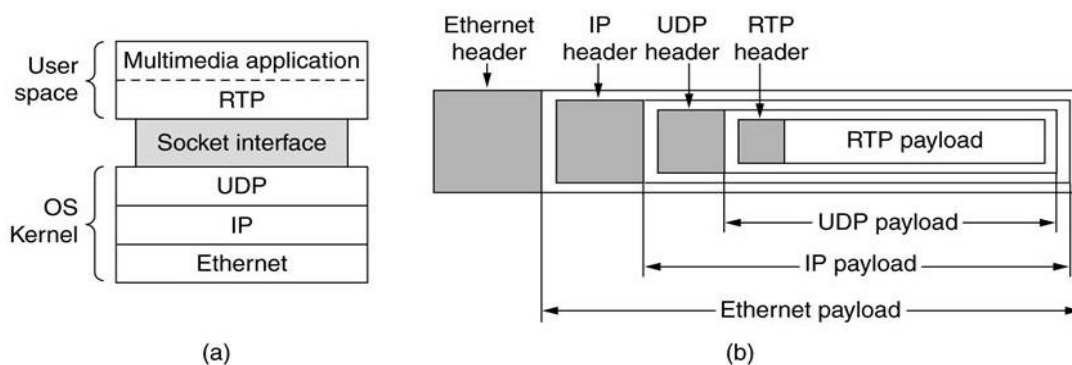 User
space
Multimedia application
RTP
Socket interface
OS
Kernel
UDP
IP
Ethernet
(a)
Ethernet
header
IP
header
UDP
header
RTP
header
RTP payload
UDP payload
IP payload
Ethernet payload
(b)